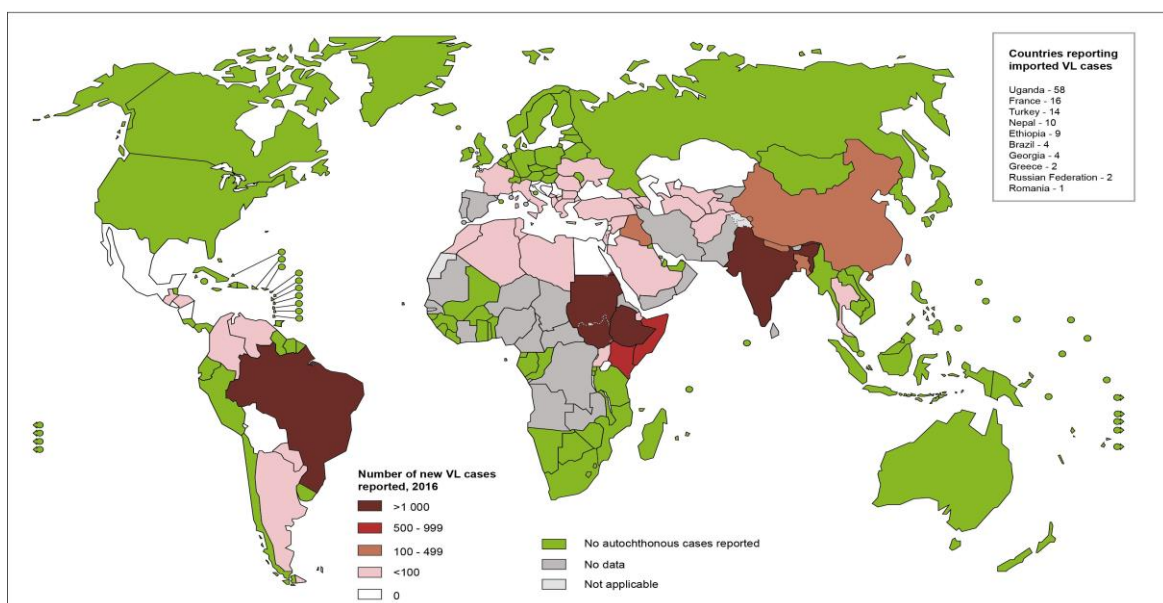 Countries reporting
imported VL cases
Uganda - 58
France - 16
Turkey - 14
Nepal - 10
Ethiopia - 9
Brazil - 4
Georgia - 4
Greece - 2
Russian Federation - 2
Romania - 1
Number of new VL cases
reported, 2016
>1 000
500 - 999
100 - 499
<100
0
No autochthonous cases reported
No data
Not applicable